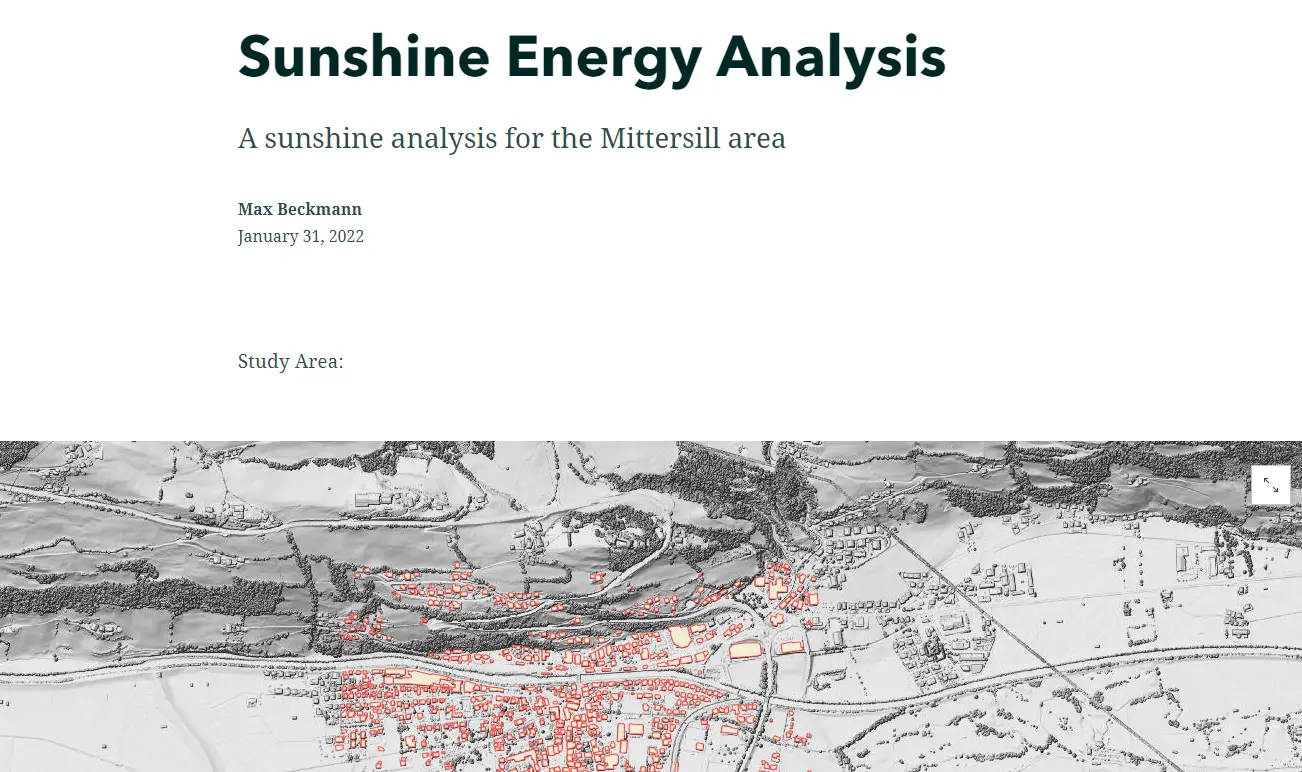 Sunshine Energy Analysis
A sunshine analysis for the Mittersill area
Max Beckmann
January 31, 2022
Study Area: